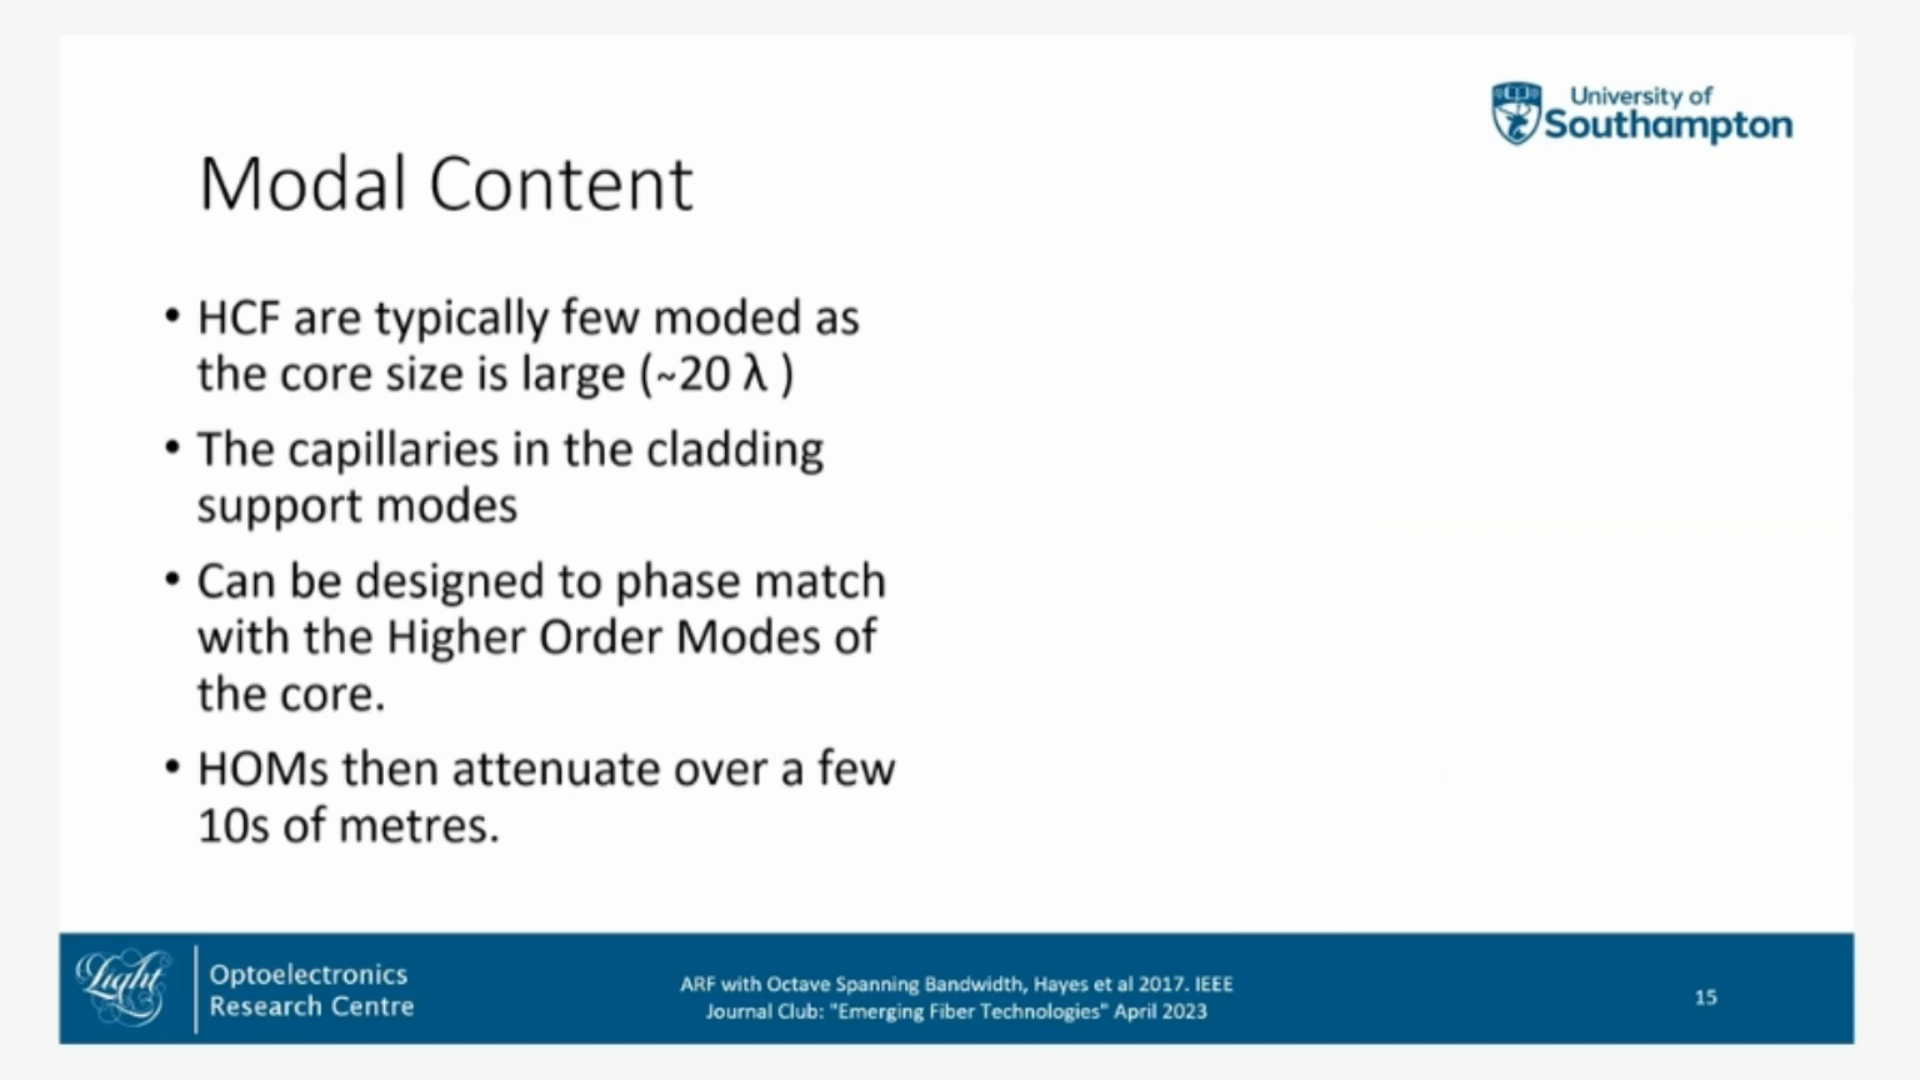 University of
Southampton
Modal Content
• HCF are typically few moded as
the core size is large (~20 λ )
• The capillaries in the cladding
support modes
• Can be designed to phase match
with the Higher Order Modes of
the core.
• HOMs then attenuate over a few
10s of metres.
Light
Optoelectronics
Research Centre
ARF with Octave Spanning Bandwidth, Hayes et al 2017. IEEE
Journal Club: "Emerging Fiber Technologies" April 2023
15